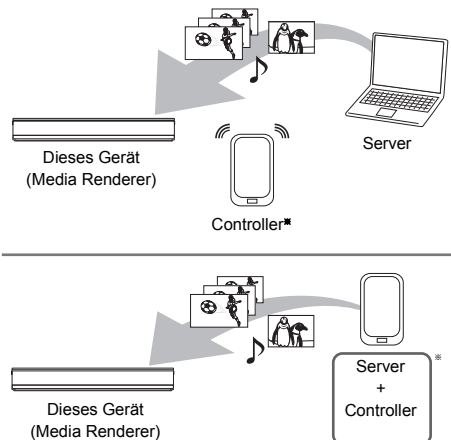 Server
Dieses Gerät
(Media Renderer)
Controller※
Server ※
+
Controller
Dieses Gerät
(Media Renderer)